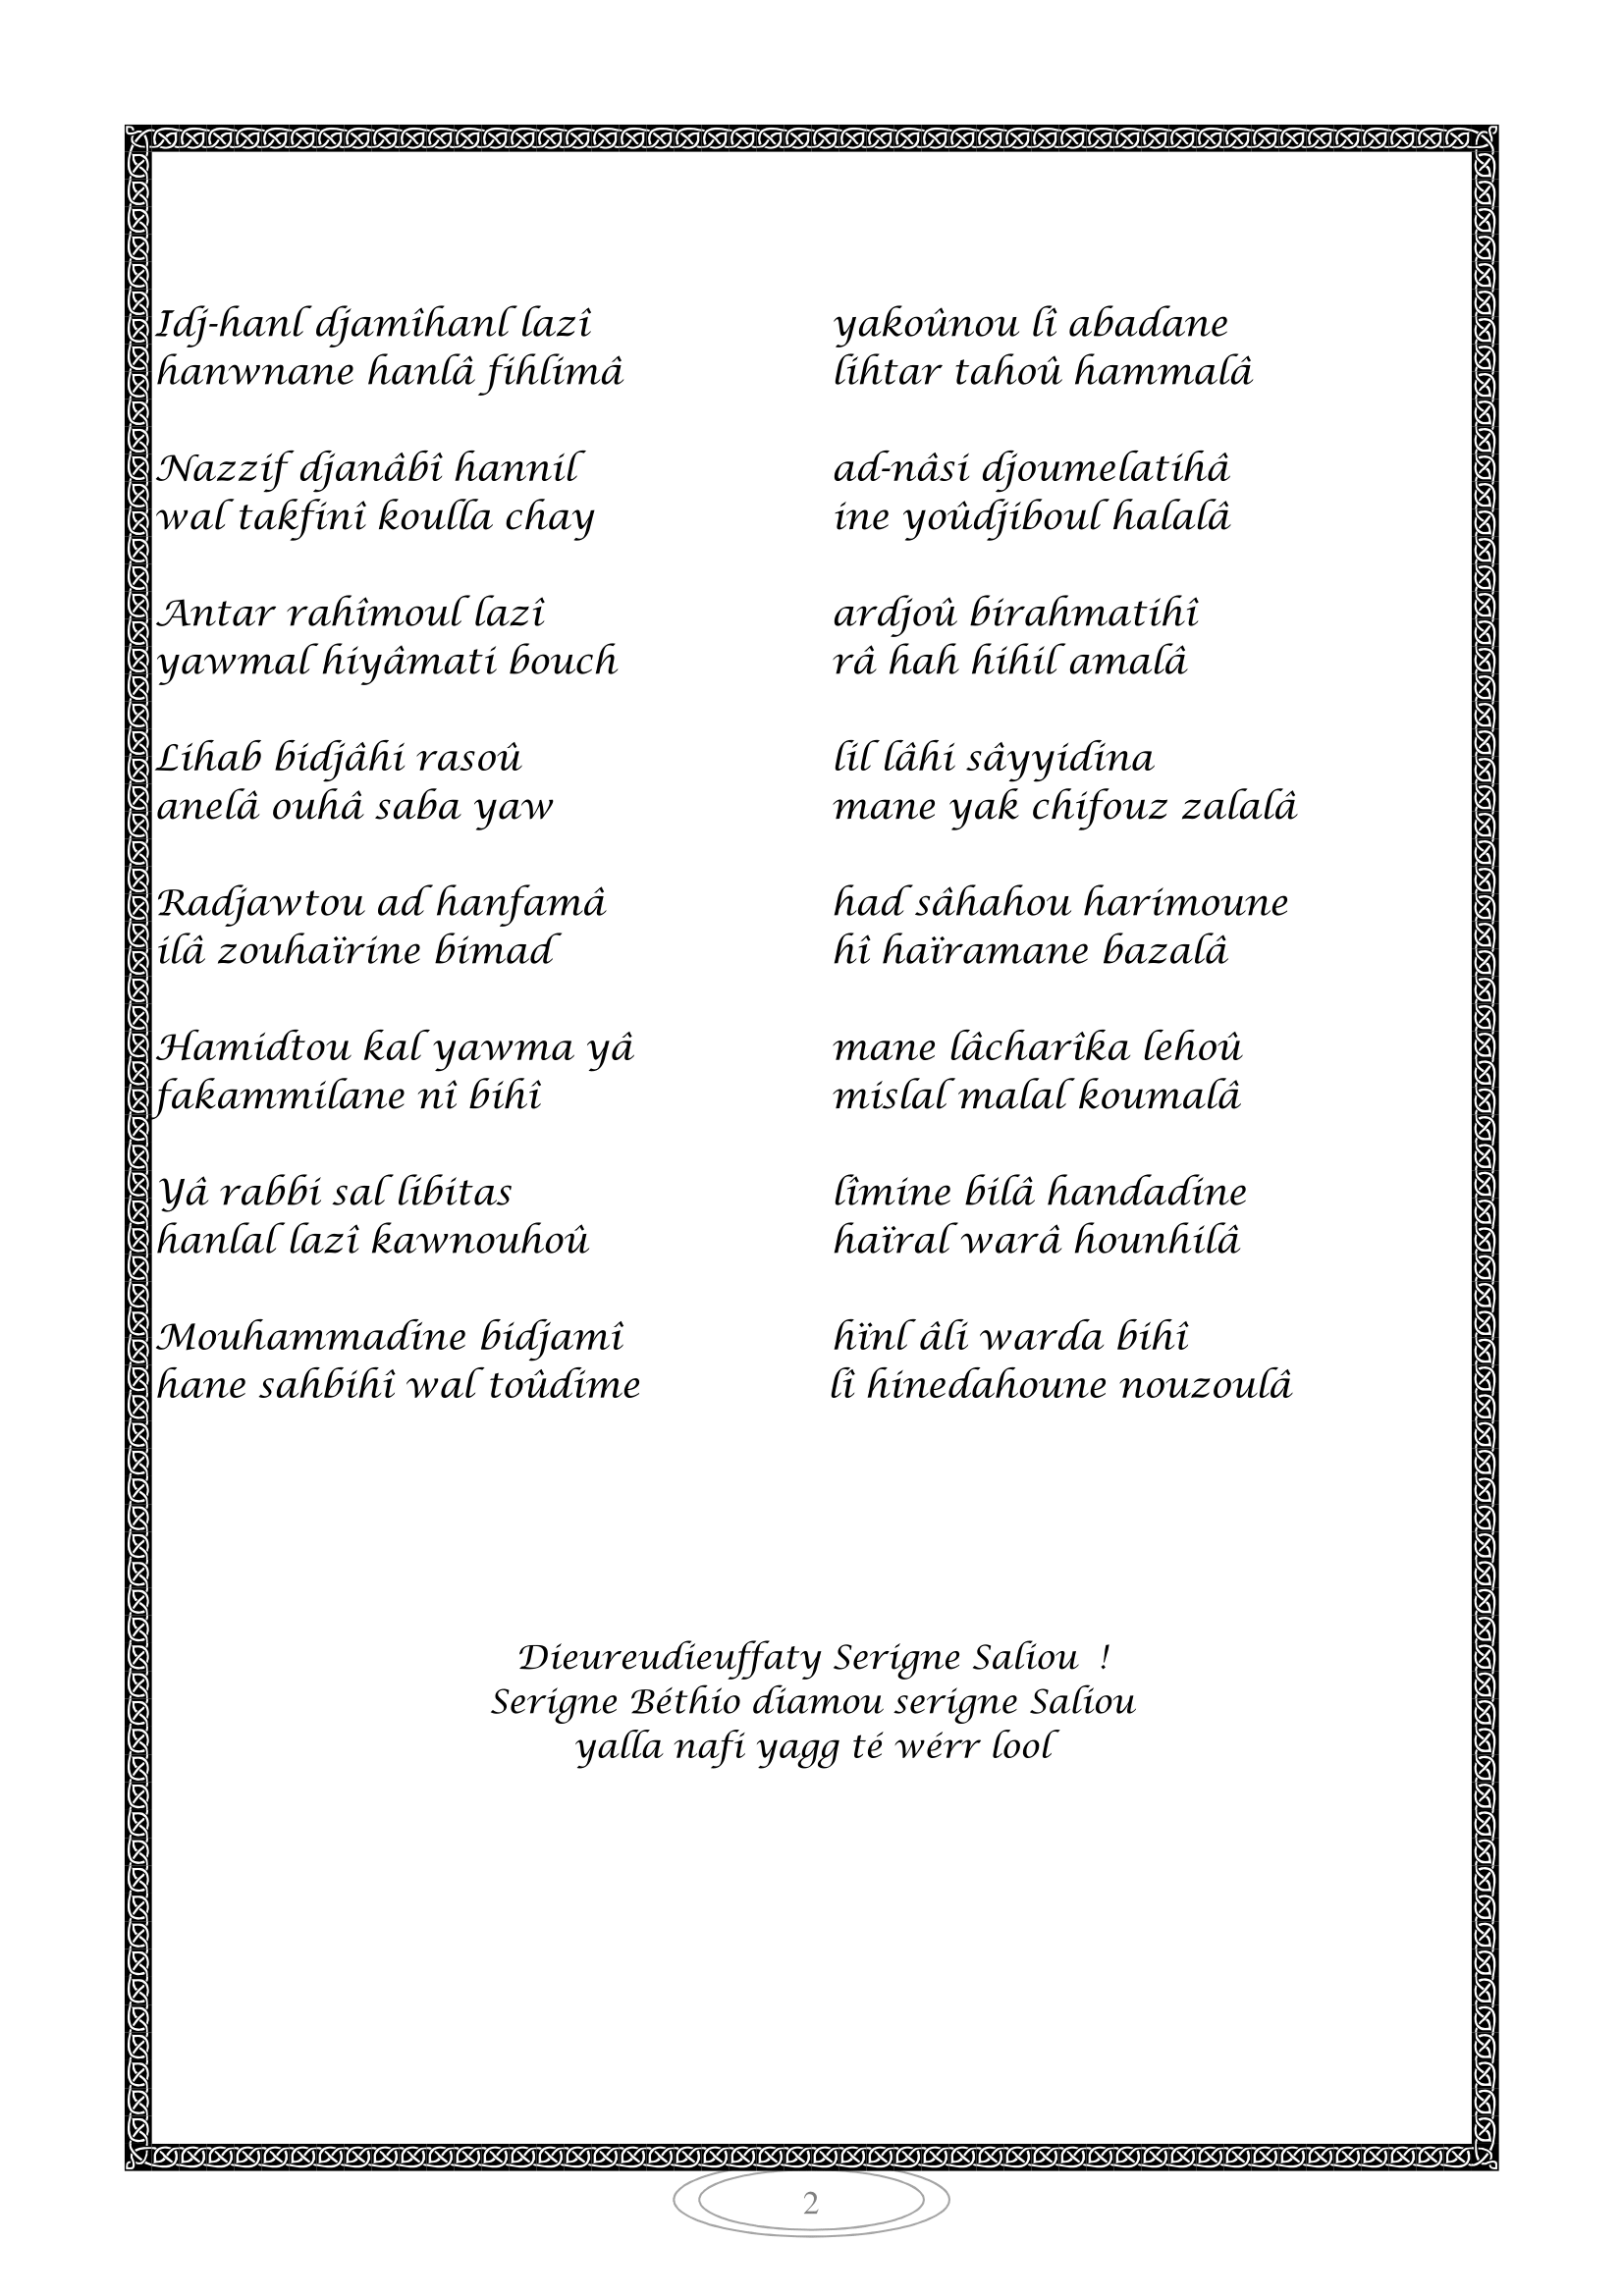 Idj-hanl djamîhanl lazî yakoûnou lî abadane
hanwnane hanlâ fihlimâ lihtar tahoû hammalâ
Nazzif djanâbî hannil ad-nâsi djoumelatihâ
wal takfinî koulla chay ine yoûdjiboul halalâ
Antar rahîmoul lazî ardjoû birahmatihî
yawmal hiyâmati bouch râ hah hihil amalâ
Lihab bidjâhi rasoû lil lâhi sâyyidina
anelâ ouhâ saba yaw mane yak chifouz zalalâ
Radjawtou ad hanfamâ had sâhahou harimoune
ilâ zouhaïrine bimad hî haïramane bazalâ
Hamidtou kal yawma yâ mane lâcharîka lehoû
fakammilane nî bihî mislal malal koumalâ
Yâ rabbi sal libitas lîmine bilâ handadine
hanlal lazî kawnouhoû haïral warâ hounhilâ
Mouhammadine bidjamî hïnl âli warda bihî
hane sahbihî wal toûdime lî hinedahoune nouzoulâ
Dieureudieuffaty Serigne Saliou !
Serigne Béthio diamou serigne Saliou
yalla nafi yagg té wérr lool
2